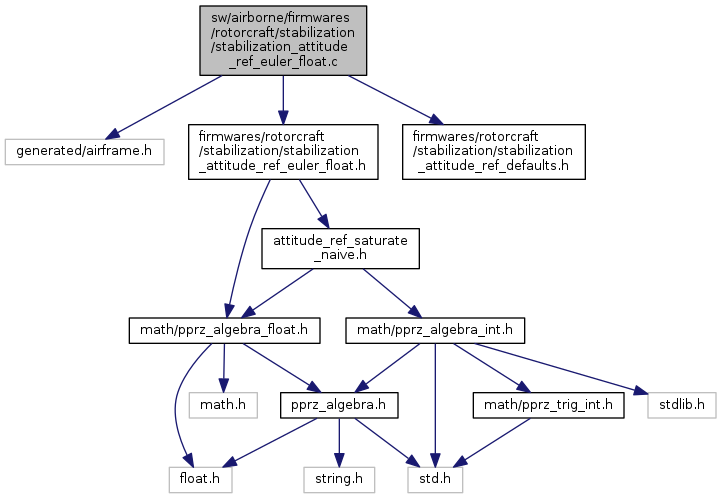 sw/airborne/firmwares
/rotorcraft/stabilization
/stabilization_attitude
_ref_euler_float.c
generated/airframe.h
firmwares/rotorcraft
/stabilization/stabilization
_attitude_ref_euler_float.h
firmwares/rotorcraft
/stabilization/stabilization
_attitude_ref_defaults.h
attitude_ref_saturate
_naive.h
math/pprz_algebra_float.h
math/pprz_algebra_int.h
math.h
pprz_algebra.h
math/pprz_trig_int.h
stdlib.h
float.h
string.h
std.h